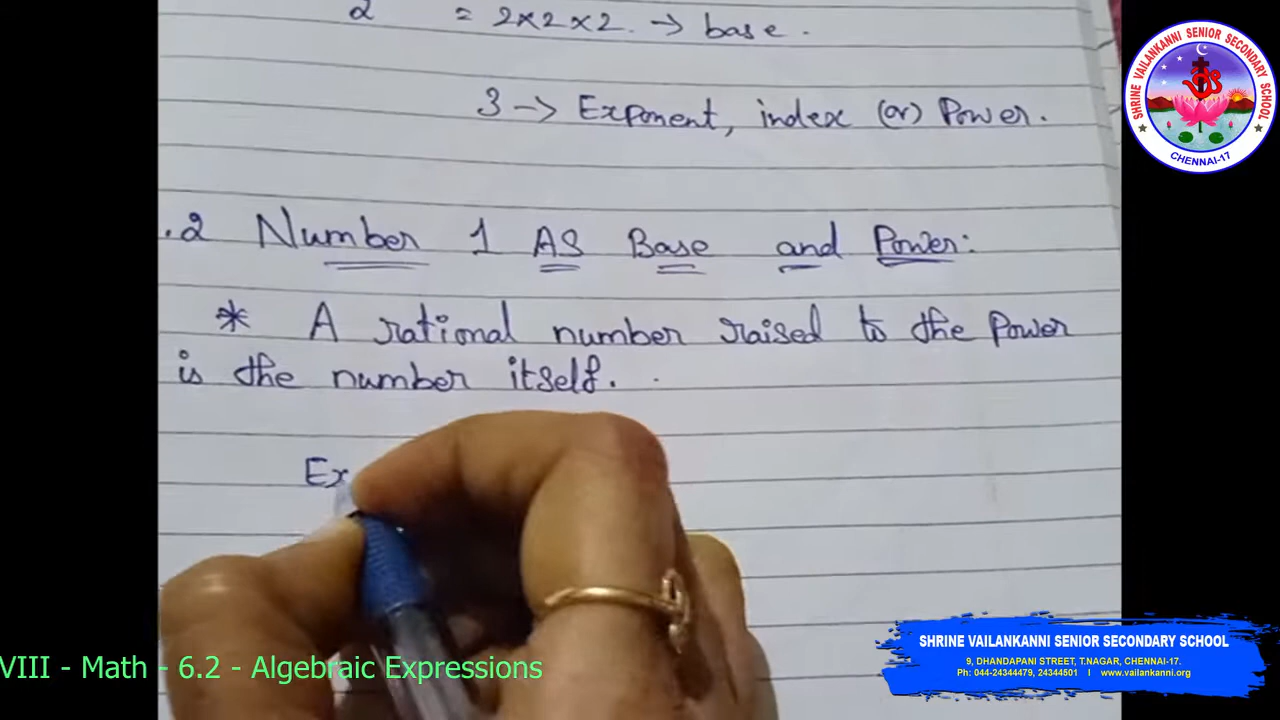 2 = 2×2×2. → base.
3 → Exponent, index (or) Power.
.2 Number 1 As Base and Power:
* A rational number raised to the Power
is the number itself.
Ex
VIII - Math - 6.2 - Algebraic Expressions
SHRINE VAILANKANNI SENIOR SECONDARY SCHOOL
CHENNAI-17
SHRINE VAILANKANNI SENIOR SECONDARY SCHOOL
9, DHANDAPANI STREET, T.NAGAR, CHENNAI-17.
Ph: 044-24344479, 24344501 I www.vailankanni.org